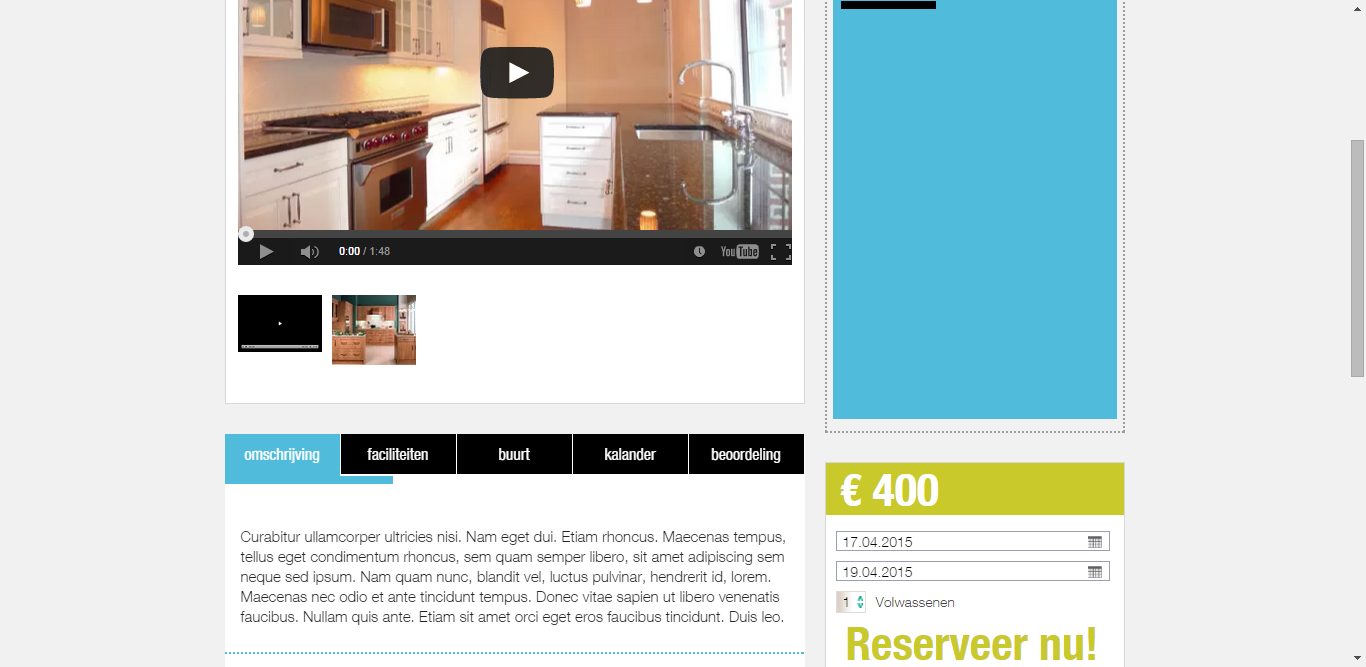 0:00 / 1:48
YouTube
omschrijving
faciliteiten
buurt
kalander
beoordeling
Curabitur ullamcorper ultricies nisi. Nam eget dui. Etiam rhoncus. Maecenas tempus,
tellus eget condimentum rhoncus, sem quam semper libero, sit amet adipiscing sem
neque sed ipsum. Nam quam nunc, blandit vel, luctus pulvinar, hendrerit id, lorem.
Maecenas nec odio et ante tincidunt tempus. Donec vitae sapien ut libero venenatis
faucibus. Nullam quis ante. Etiam sit amet orci eget eros faucibus tincidunt. Duis leo.
€ 400
17.04.2015
19.04.2015
1 Volwassenen
Reserveer nu!